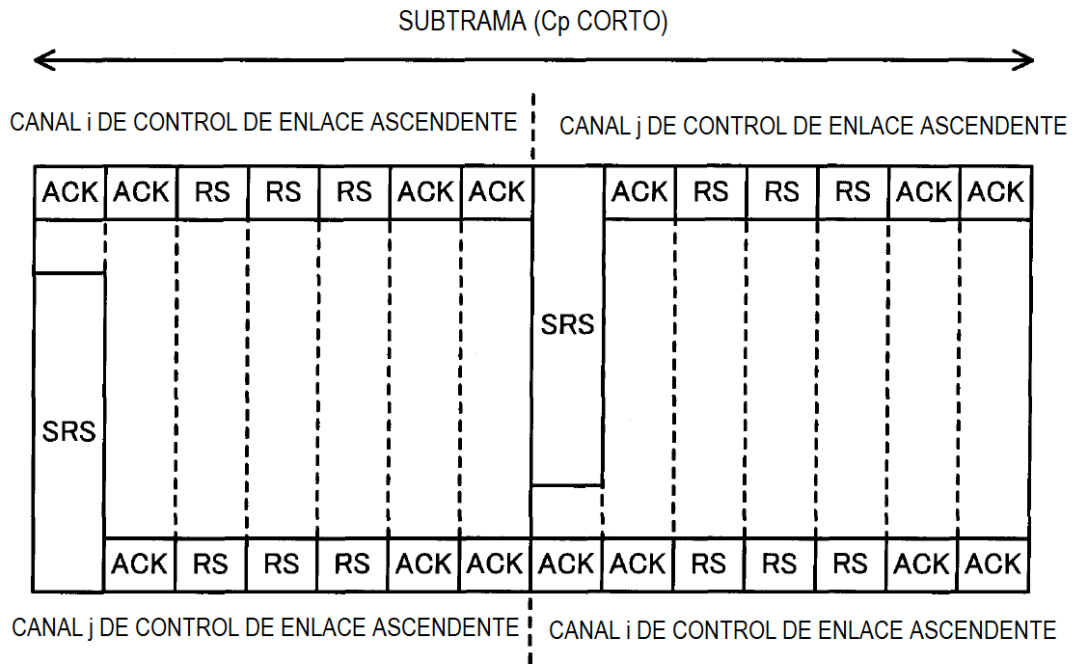 SUBTRAMA (Cp CORTO)
CANAL i DE CONTROL DE ENLACE ASCENDENTE CANAL j DE CONTROL DE ENLACE ASCENDENTE
ACK ACK RS RS RS ACK ACK ACK RS RS RS ACK ACK
SRS
SRS
ACK RS RS RS ACK ACK ACK ACK RS RS RS ACK ACK
CANAL j DE CONTROL DE ENLACE ASCENDENTE CANAL i DE CONTROL DE ENLACE ASCENDENTE